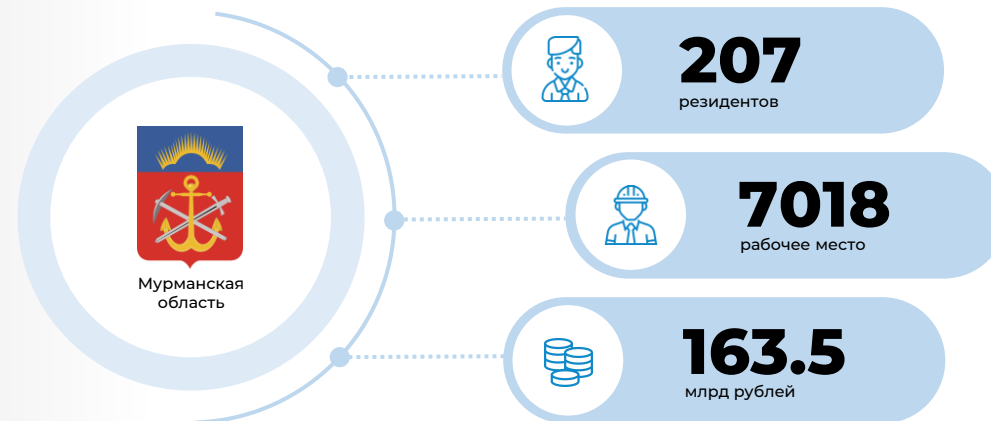 Мурманская
область
207
резидентов
7018
рабочее место
163.5
млрд рублей